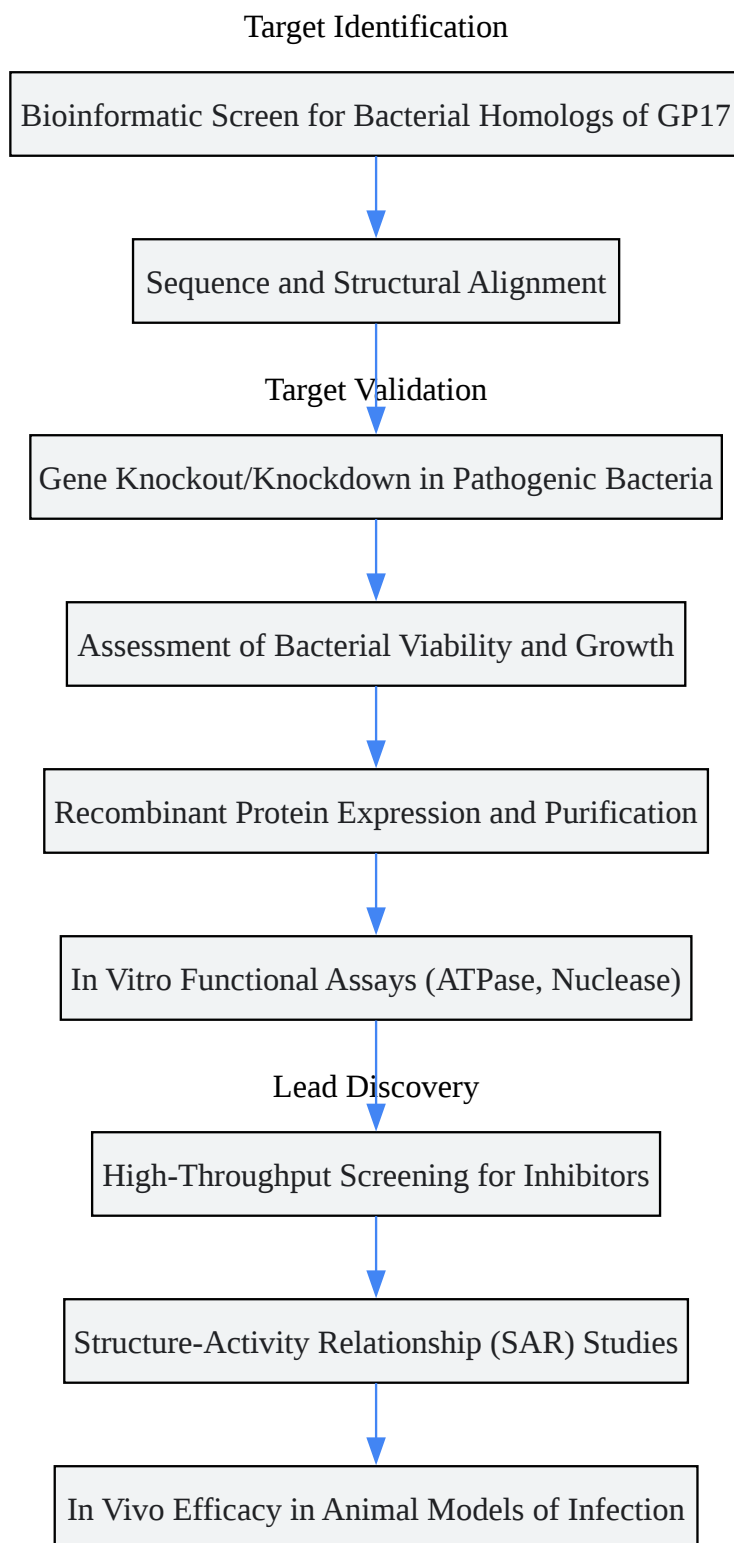 Target Identification
Bioinformatic Screen for Bacterial Homologs of GP17
Sequence and Structural Alignment
Target Validation
Gene Knockout/Knockdown in Pathogenic Bacteria
Assessment of Bacterial Viability and Growth
Recombinant Protein Expression and Purification
In Vitro Functional Assays (ATPase, Nuclease)
Lead Discovery
High-Throughput Screening for Inhibitors
Structure-Activity Relationship (SAR) Studies
In Vivo Efficacy in Animal Models of Infection